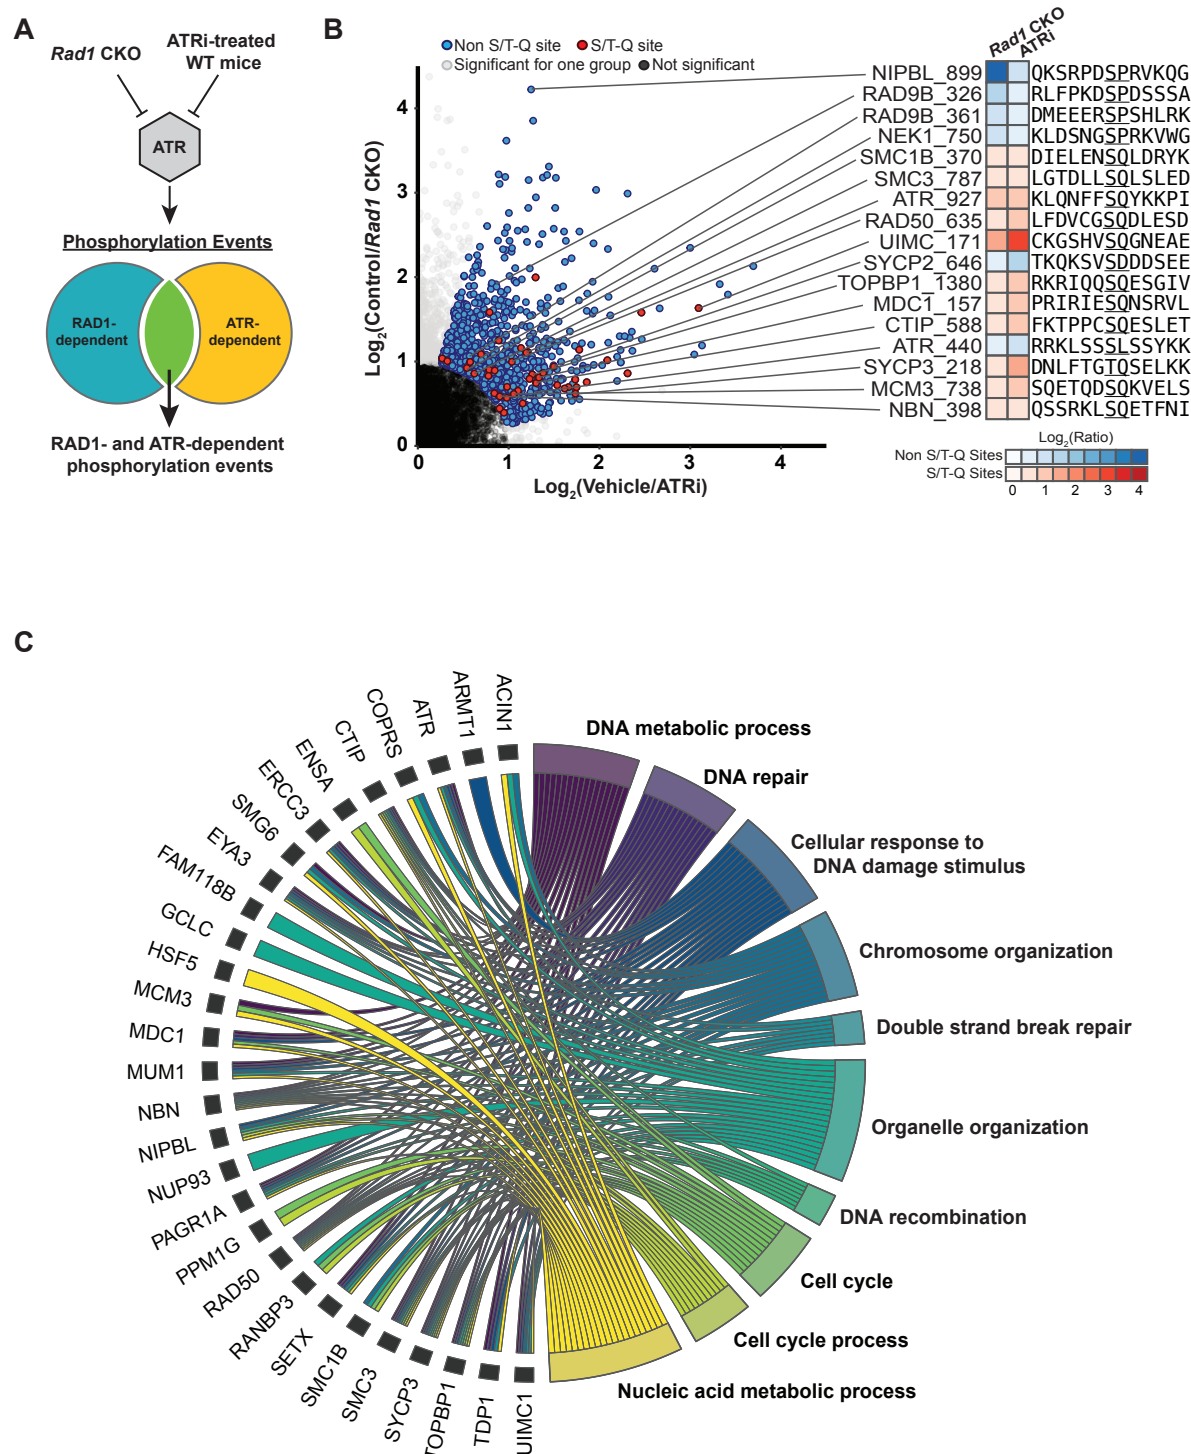 A
Rad1 CKO
ATRi-treated
WT mice
ATR
Phosphorylation Events
RAD1-
dependent
ATR-
dependent
RAD1- and ATR-dependent
phosphorylation events
B
Non S/T-Q site
S/T-Q site
Significant for one group
Not significant
Log2(Control/Rad1 CKO)
4
3
2
1
0
0
1
2
3
4
Log2(Vehicle/ATRi)
Rad1 CKO
ATRi
NIPBL_899 QKSRPDSPRVKQG
RAD9B_326 RLFPKDSPDSSSA
RAD9B_361 DMEEERSPSHLRK
NEK1_750 KLDSNGSPRKVWG
SMC1B_370 DIELENSQLDRYK
SMC3_787 LGTDLLSQLSLED
ATR_927 KLQNFFSQYKKPI
RAD50_635 LFDVCGSQDLESD
UIMC_171 CKGSHVSQGNEAE
SYCP2_646 TKQKSVSDDDSEE
TOPBP1_1380 RKRIQQSQESGIV
MDC1_157 PRIRIESQNSRVL
CTIP_588 FKTPPCSQESLET
ATR_440 RRKLSSSLSSYKK
SYCP3_218 DNLFTGTQSELKK
MCM3_738 SQETQDSQKVELS
NBN_398 QSSRKLSQETFNI
Log2(Ratio)
Non S/T-Q Sites
S/T-Q Sites
0 1 2 3 4
C
ACIN1
ARMT1
ATR
COPRS
CTIP
ENSA
ERCC3
SMG6
EYA3
FAM118B
GCLC
HSF5
MCM3
MDC1
MUM1
NBN
NIPBL
NUP93
PAGR1A
PPM1G
RAD50
RANBP3
SETX
SMC1B
SMC3
SYCP3
TOPBP1
TDP1
UIMC1
DNA metabolic process
DNA repair
Cellular response to
DNA damage stimulus
Chromosome organization
Double strand break repair
Organelle organization
DNA recombination
Cell cycle
Cell cycle process
Nucleic acid metabolic process